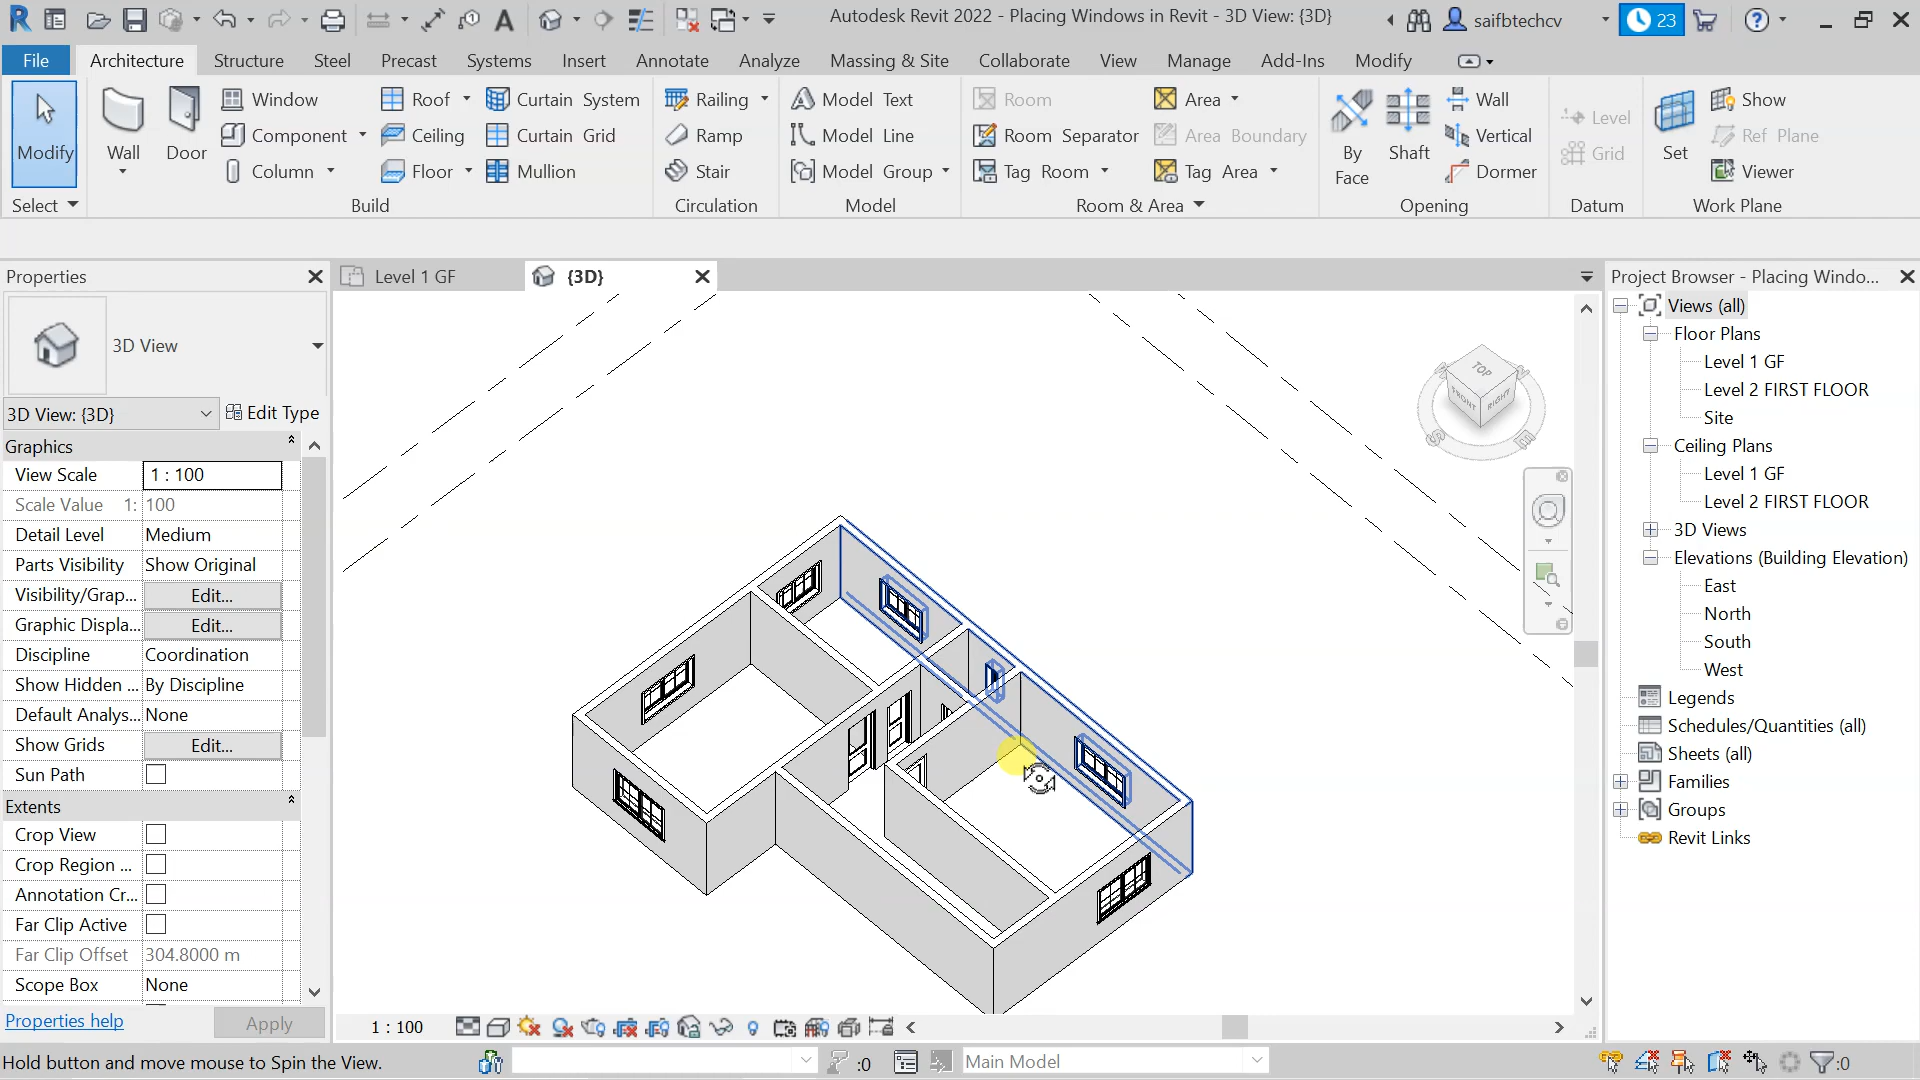 Autodesk Revit 2022 - Placing Windows in Revit - 3D View: {3D}
saifbtechcv
23
File
Architecture
Structure
Steel
Precast
Systems
Insert
Annotate
Analyze
Massing & Site
Collaborate
View
Manage
Add-Ins
Modify
Modify
Select
Wall
Door
Window
Component
Column
Roof
Ceiling
Floor
Curtain System
Curtain Grid
Mullion
Build
Railing
Ramp
Stair
Circulation
Model Text
Model Line
Model Group
Model
Room
Room Separator
Tag Room
Area
Area Boundary
Tag Area
Room & Area
By
Face
Shaft
Wall
Vertical
Dormer
Opening
Level
Grid
Datum
Set
Show
Ref Plane
Viewer
Work Plane
Properties
3D View
3D View: {3D}
Edit Type
Graphics
View Scale 1 : 100
Scale Value 1: 100
Detail Level Medium
Parts Visibility Show Original
Visibility/Grap... Edit...
Graphic Displa... Edit...
Discipline Coordination
Show Hidden ... By Discipline
Default Analys... None
Show Grids Edit...
Sun Path
Extents
Crop View
Crop Region ...
Annotation Cr...
Far Clip Active
Far Clip Offset 304.8000 m
Scope Box None
Properties help
Apply
Level 1 GF
{3D}
TOP
FRONT
RIGHT
S
E
1 : 100
Project Browser - Placing Windo...
Views (all)
Floor Plans
Level 1 GF
Level 2 FIRST FLOOR
Site
Ceiling Plans
Level 1 GF
Level 2 FIRST FLOOR
3D Views
Elevations (Building Elevation)
East
North
South
West
Legends
Schedules/Quantities (all)
Sheets (all)
Families
Groups
Revit Links
Hold button and move mouse to Spin the View.
:0
Main Model
:0